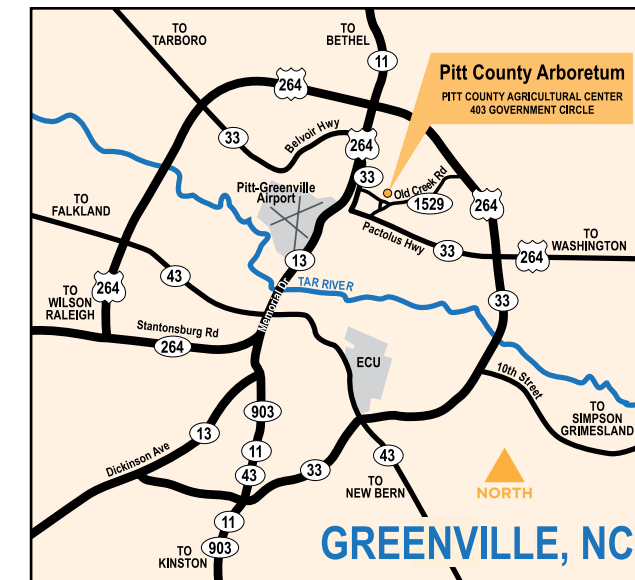 TO
TARBORO
TO
BETHEL
11
264
Pitt County Arboretum
PITT COUNTY AGRICULTURAL CENTER
403 GOVERNMENT CIRCLE
33
Belvoir Hwy
264
33
Old Creek Rd
1529
264
Pitt-Greenville
Airport
TO
FALKLAND
Pactolus Hwy
33
264
TO
WASHINGTON
13
43
TAR RIVER
264
TO
WILSON
RALEIGH
33
Memorial Dr
Stantonsburg Rd
264
ECU
10th Street
TO
SIMPSON
GRIMESLAND
903
13
11
43
Dickinson Ave
33
43
TO
NEW BERN
NORTH
11
903
TO
KINSTON
GREENVILLE, NC